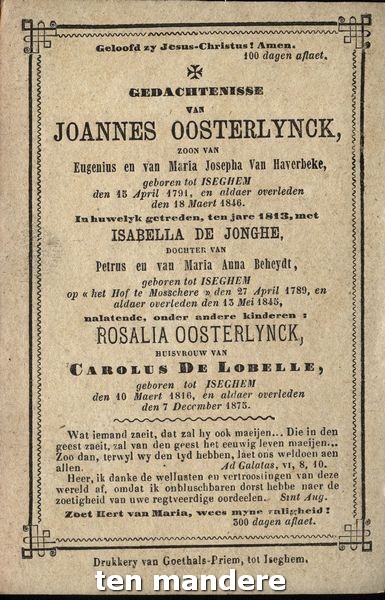 Geloofd zy Jesus-Christus! Amen.
100 dagen aflaet.
GEDACHTENISSE
VAN
JOANNES OOSTERLYNCK,
ZOON VAN
Eugenius en van Maria Josepha Van Haverbeke,
geboren tot ISEGHEM
den 15 April 1791, en aldaer overleden
den 18 Maert 1846.
In huwelyk getreden, ten jare 1813, met
ISABELLA DE JONGHE,
DOCHTER VAN
Petrus en van Maria Anna Beheydt,
geboren tot ISEGHEM
op « het Hof te Mosschere » den 27 April 1789, en
aldaer overleden den 13 Mei 1845,
nalatende, onder andere kinderen:
ROSALIA OOSTERLYNCK,
HUISVROUW VAN
CAROLUS DE LOBELLE,
geboren tot ISEGHEM
den 10 Maert 1816, en aldaer overleden
den 7 December 1875.
Wat iemand zaeit, dat zal hy ook maeijen... Die in den
geest zaeit, zal van den geest het eeuwig leven maeijen...
Zoo dan, terwyl wy den tyd hebben, laet ons weldoen aen
allen. Ad Galatas, VI, 8, 10.
Heer, ik danke de wellusten en vertroosingen van deze
wereld af, omdat ik onbluschbaren dorst hebbe naer de
zoetigheid van uwe regtveerdige oordeelen. Sint Aug.
Zoet Hert van Maria, wees myne zaligheid!
300 dagen aflaet.
Drukkery van Goethals-Priem, tot Iseghem.
ten mandere